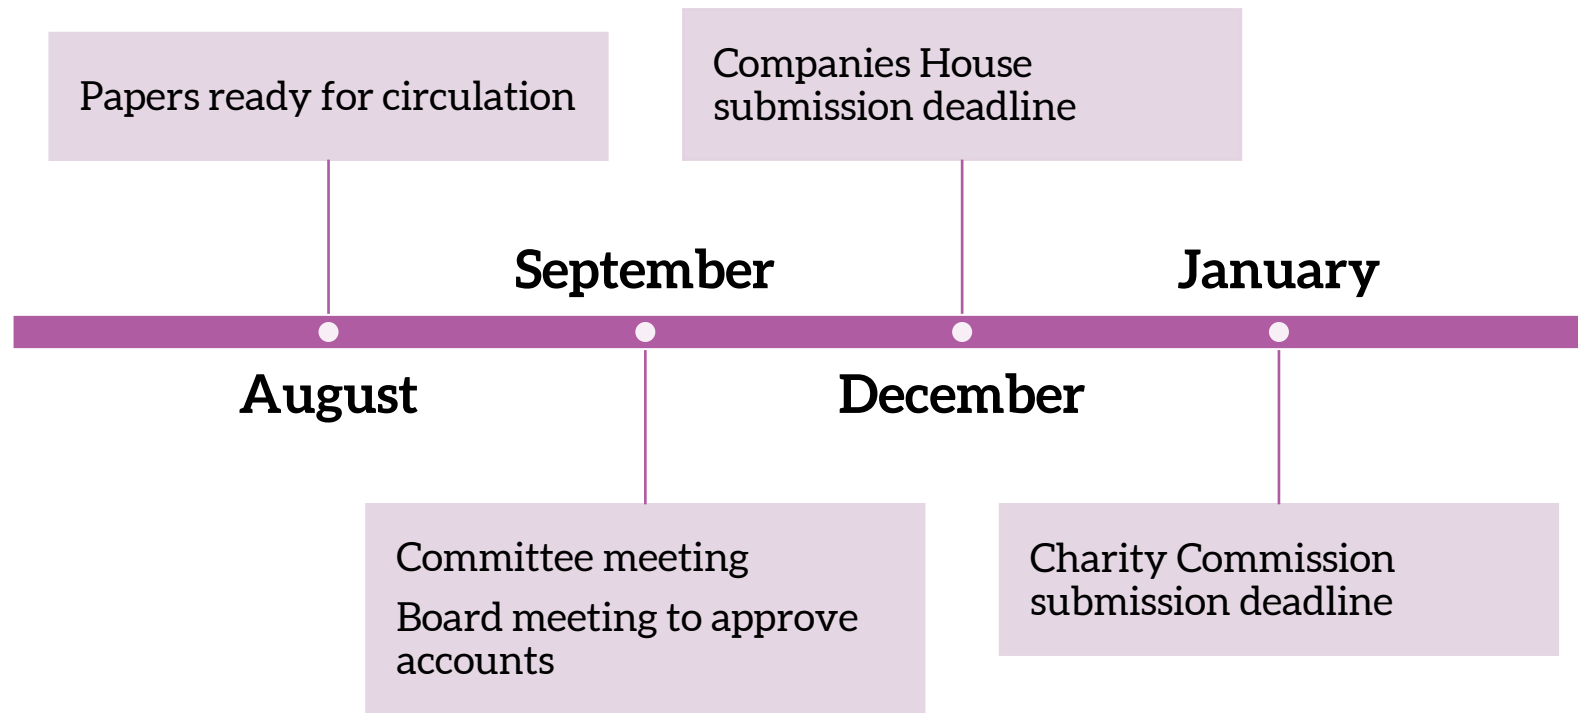 Papers ready for circulation
Companies House
submission deadline
September
January
August
December
Committee meeting
Board meeting to approve
accounts
Charity Commission
submission deadline